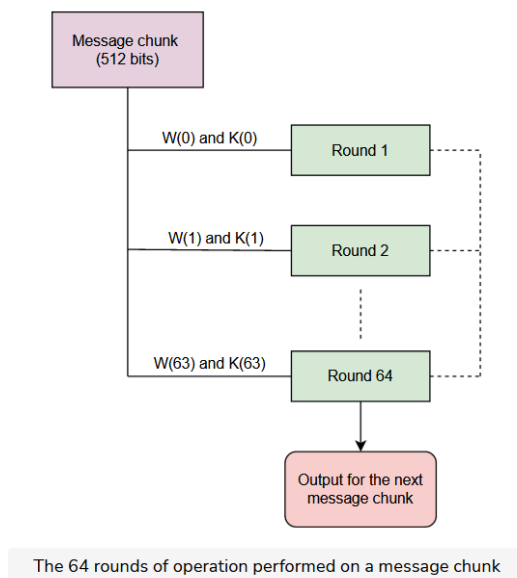 Message chunk
(512 bits)
W(0) and K(0)
Round 1
W(1) and K(1)
Round 2
W(63) and K(63)
Round 64
Output for the next
message chunk
The 64 rounds of operation performed on a message chunk